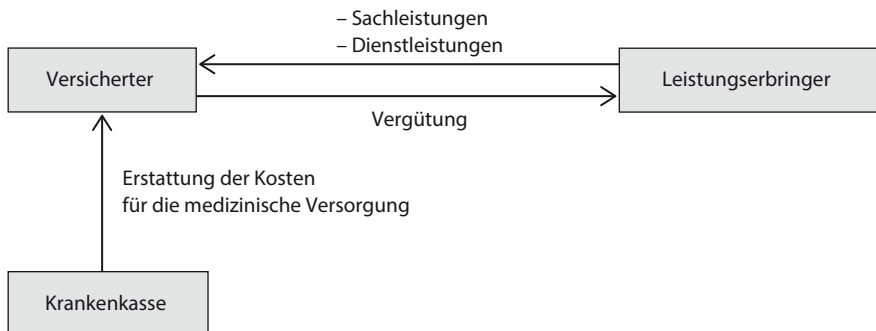 – Sachleistungen
– Dienstleistungen
Versicherter
Leistungserbringer
Vergütung
Erstattung der Kosten
für die medizinische Versorgung
Krankenkasse